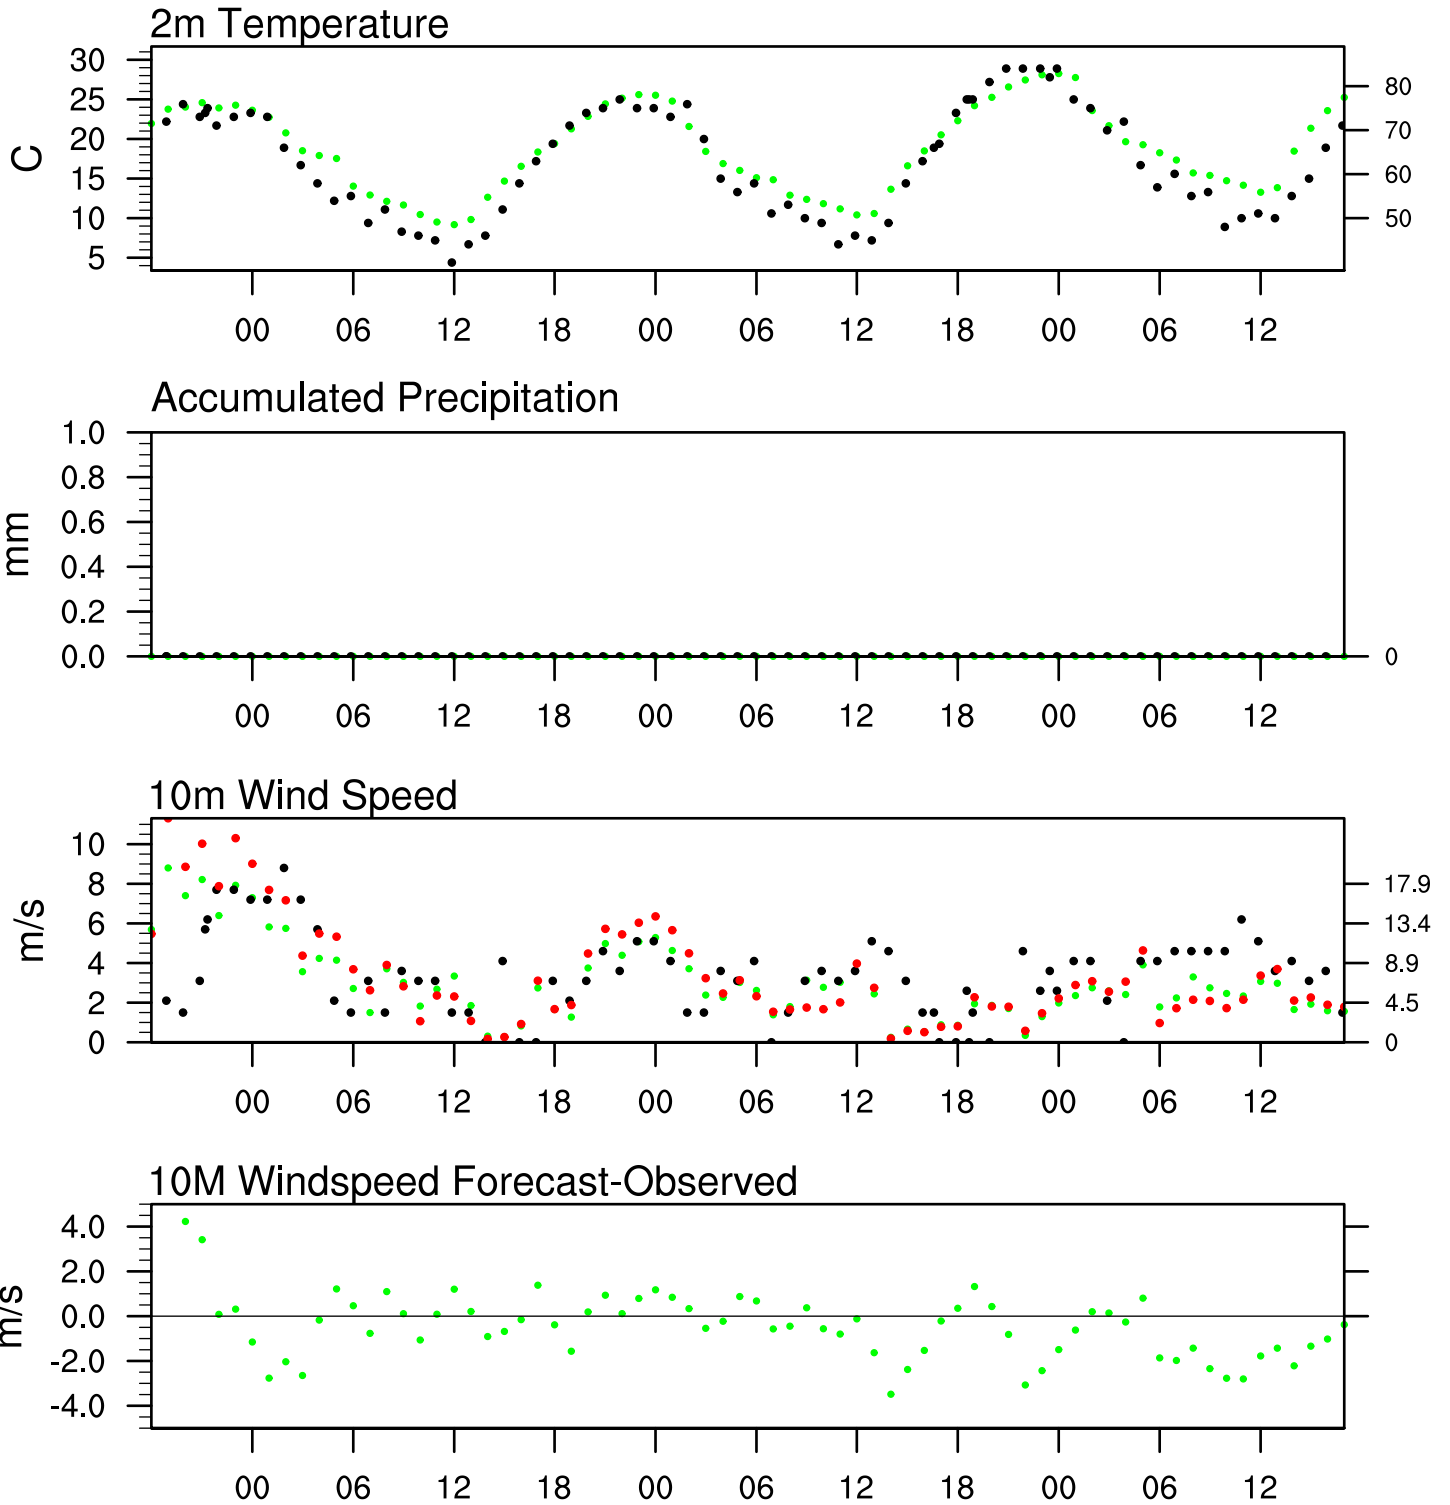 2m Temperature
30
25
20
15
10
5
C
80
70
60
50
00 06 12 18 00 06 12 18 00 06 12
Accumulated Precipitation
1.0
0.8
0.6
0.4
0.2
0.0
mm
0
00 06 12 18 00 06 12 18 00 06 12
10m Wind Speed
10
8
6
4
2
0
m/s
17.9
13.4
8.9
4.5
0
00 06 12 18 00 06 12 18 00 06 12
10M Windspeed Forecast-Observed
4.0
2.0
0.0
-2.0
-4.0
m/s
00 06 12 18 00 06 12 18 00 06 12